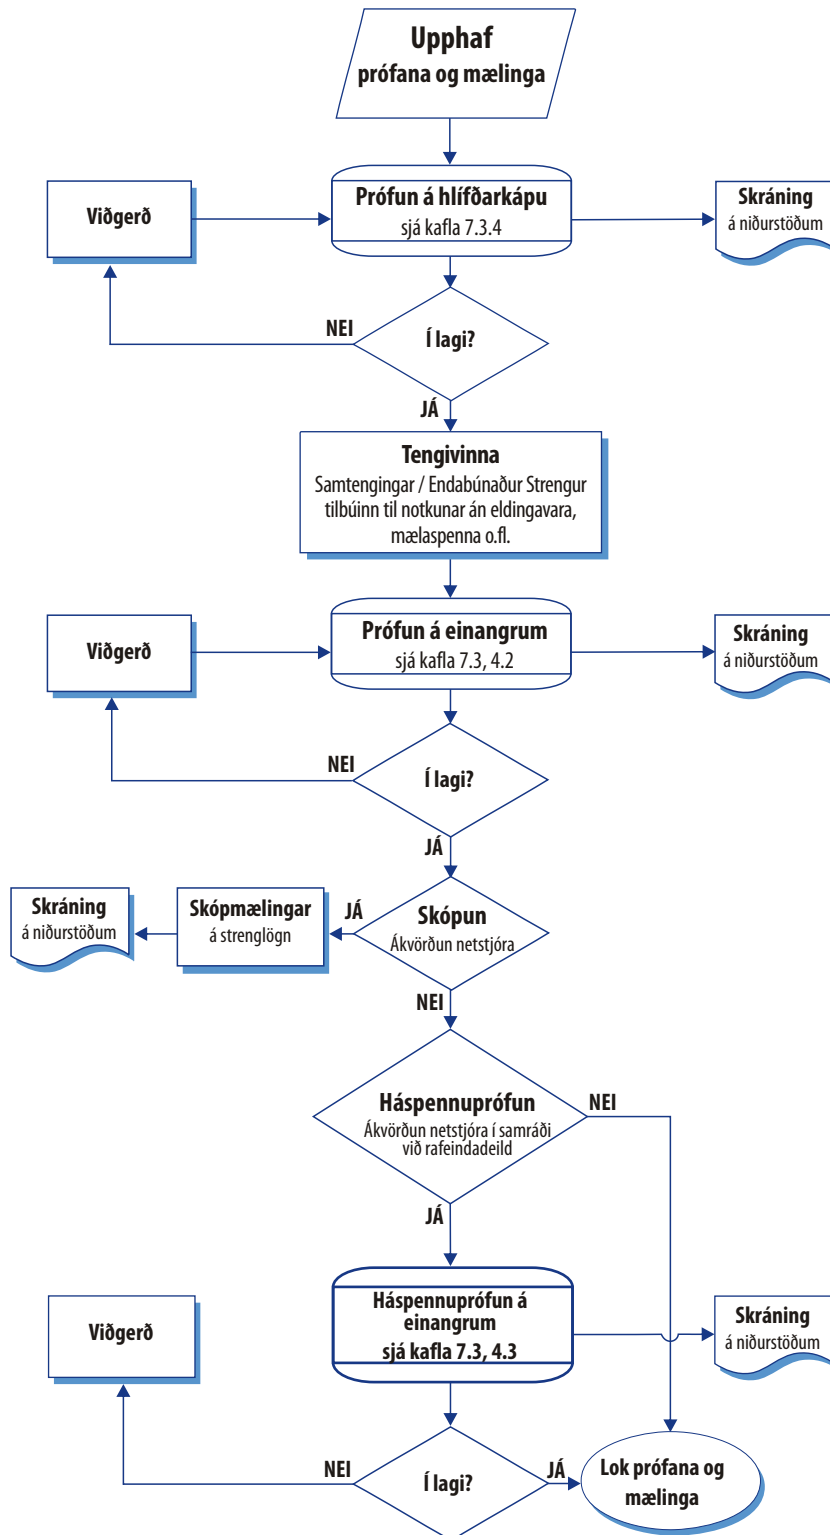 Upphaf
prófana og mælinga
Viðgerð
Prófun á hlífðarkápu
sjá kafla 7.3.4
Skráning
á niðurstöðum
NEI
Í lagi?
JÁ
Tengivinna
Samtengingar / Endabúnaður Strengur
tilbúinn til notkunar án eldingavara,
mælaspenna o.fl.
Viðgerð
Prófun á einangrum
sjá kafla 7.3, 4.2
Skráning
á niðurstöðum
NEI
Í lagi?
JÁ
Skráning
á niðurstöðum
Skópmælingar
á strenglögn
JÁ
Skópun
Ákvörðun netstjóra
NEI
Háspennuprófun
Ákvörðun netstjóra í samráði
við rafeindadeild
NEI
JÁ
Viðgerð
Háspennuprófun á
einangrum
sjá kafla 7.3, 4.3
Skráning
á niðurstöðum
NEI
Í lagi?
JÁ
Lok prófana og
mælinga